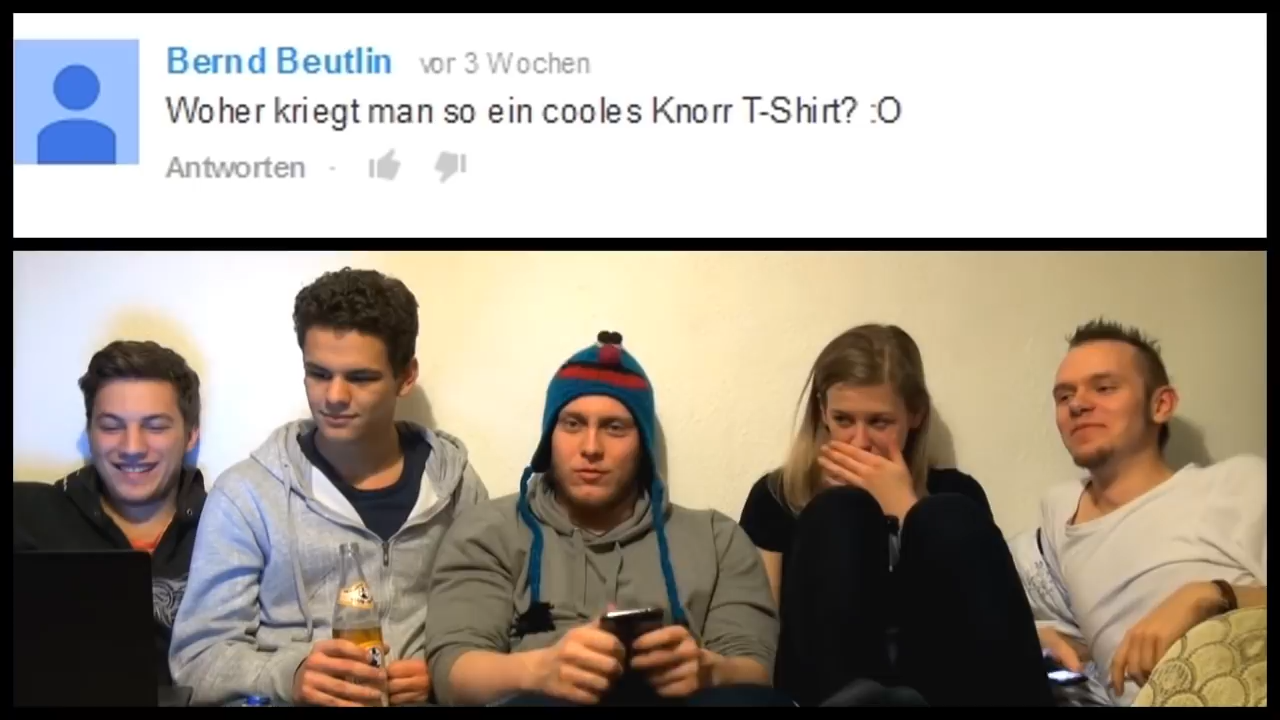 Bernd Beutlin vor 3 Wochen
Woher kriegt man so ein cooles Knorr T-Shirt? :O
Antworten ·